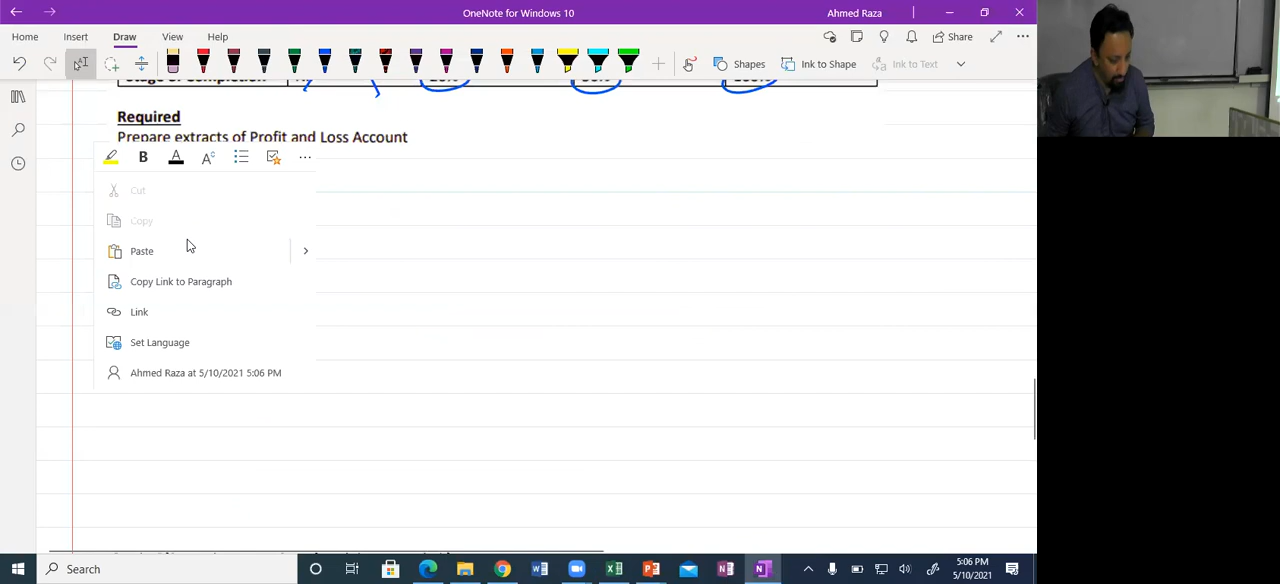 OneNote for Windows 10
Ahmed Raza
Home
Insert
Draw
View
Help
Share
Shapes
Ink to Shape
Ink to Text
Required
Prepare extracts of Profit and Loss Account
B
A
A
Cut
Copy
Paste
Copy Link to Paragraph
Link
Set Language
Ahmed Raza at 5/10/2021 5:06 PM
Search
5:06 PM
5/10/2021